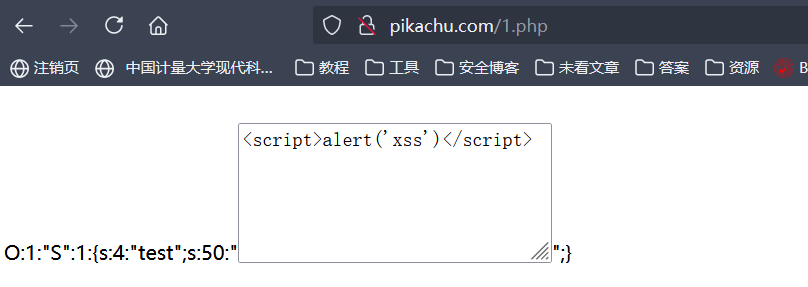 pikachu.com/1.php
注销页 中国计量大学现代科... 教程 工具 安全博客 未看文章 答案 资源 B
<script>alert('xss')</script>
O:1:"S":1:{s:4:"test";s:50:" ";}